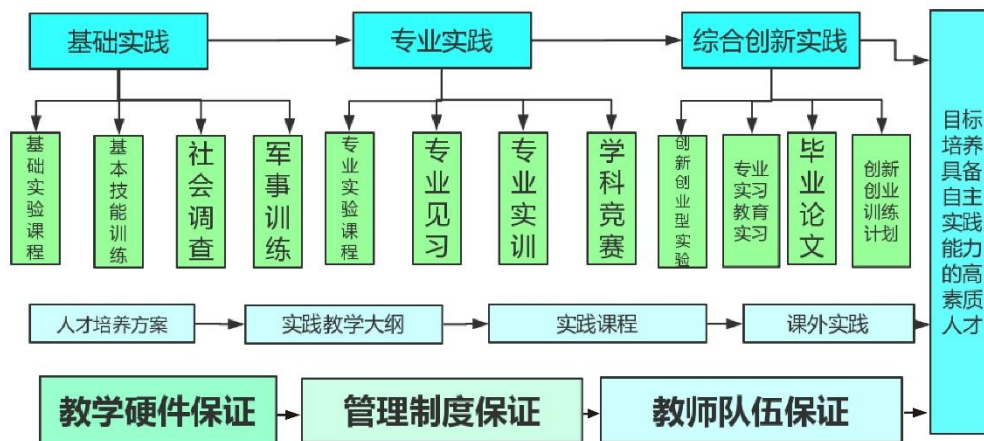 基础实践
专业实践
综合创新实践
基础实验课程
基本技能训练
社会调查
军事训练
专业实验课程
专业见习
专业实训
学科竞赛
创新创业型实验
专业
实习
教育
实习
毕业论文
创新
创业
训练
计划
目标
培养
具备
自主
实践
能力
的高
素质
人才
人才培养方案
实践教学大纲
实践课程
课外实践
教学硬件保证
管理制度保证
教师队伍保证